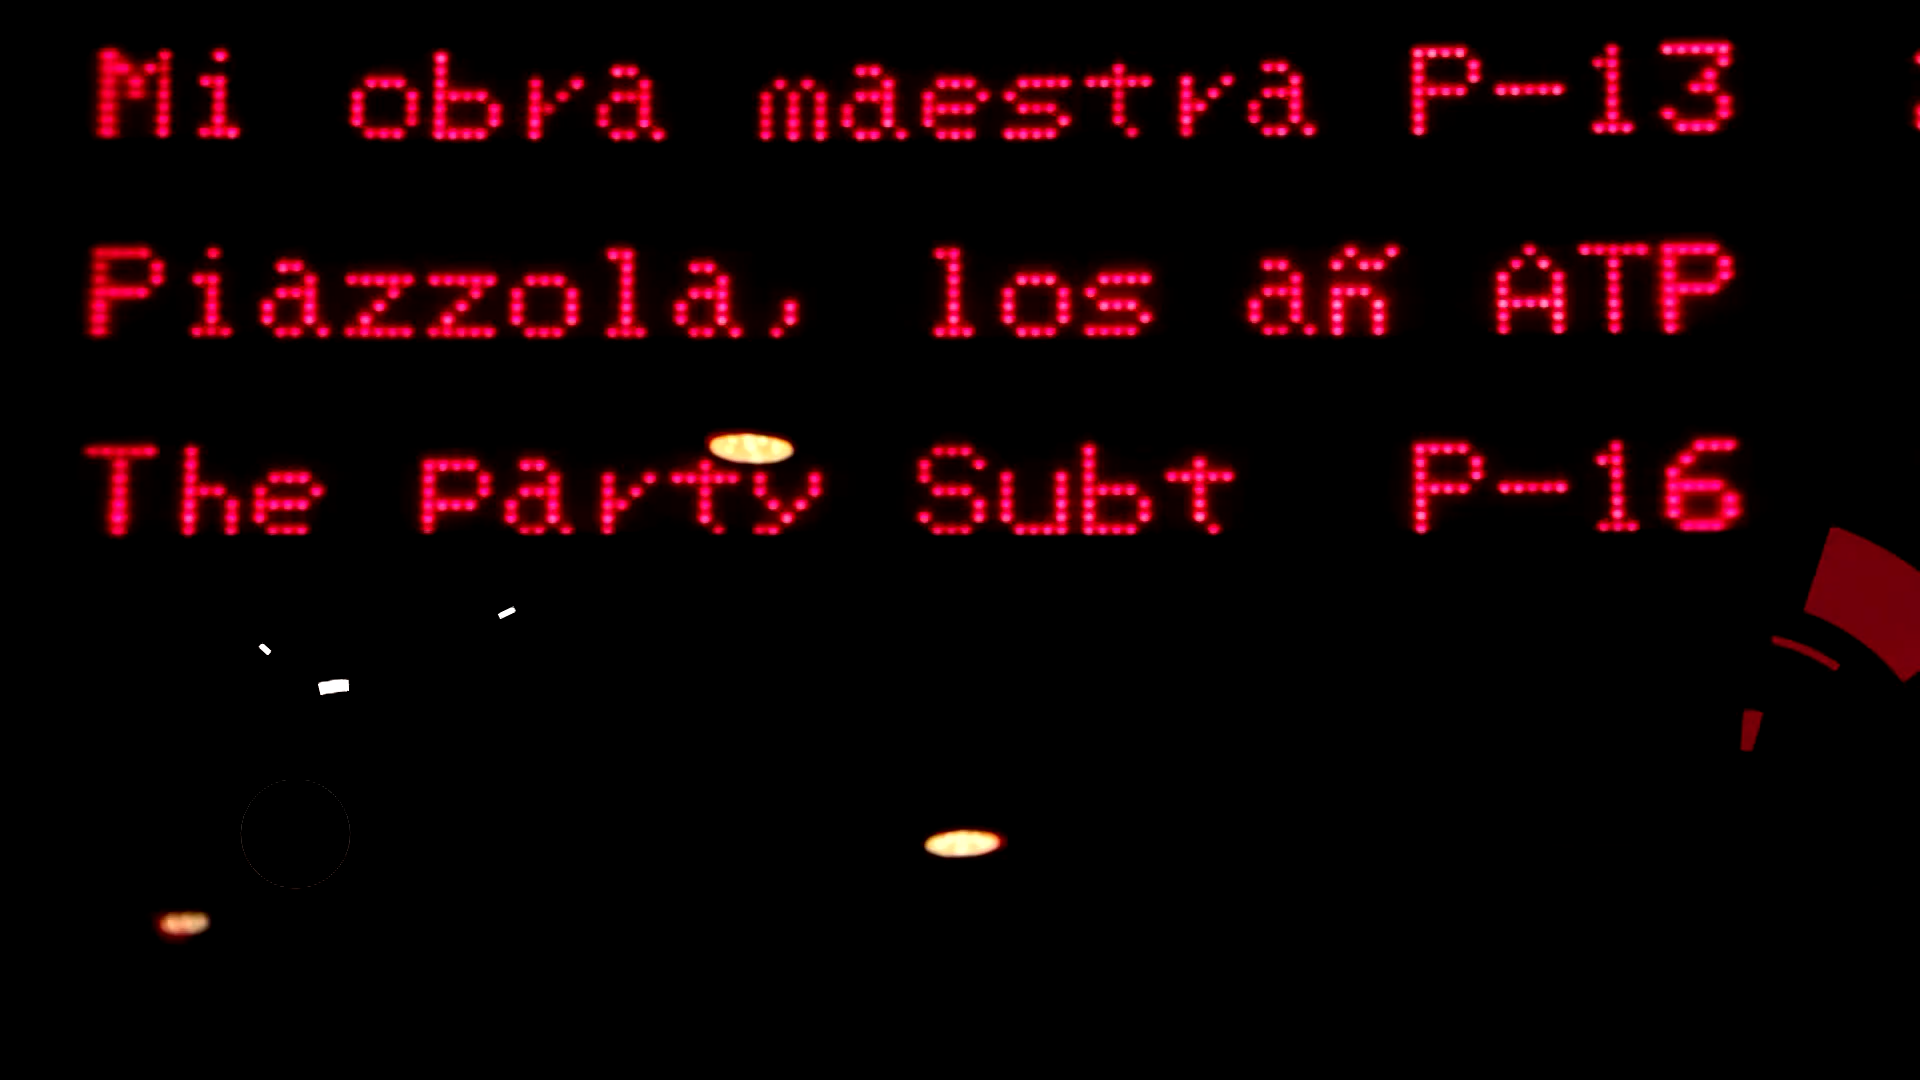 Mi obra maestra P-13
Piazzola, los añ ATP
The Party Subt P-16